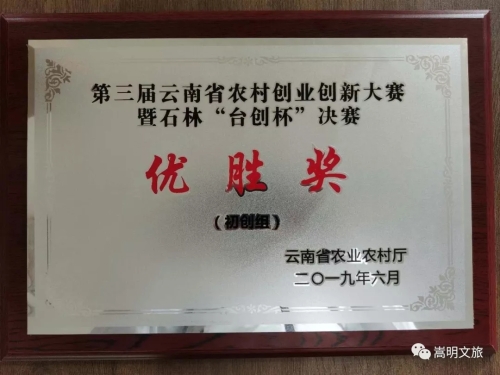 第三届云南省农村创业创新大赛
暨石林“台创杯”决赛
优胜奖
（初创组）
云南省农业农村厅
二〇一九年六月
嵩明文旅